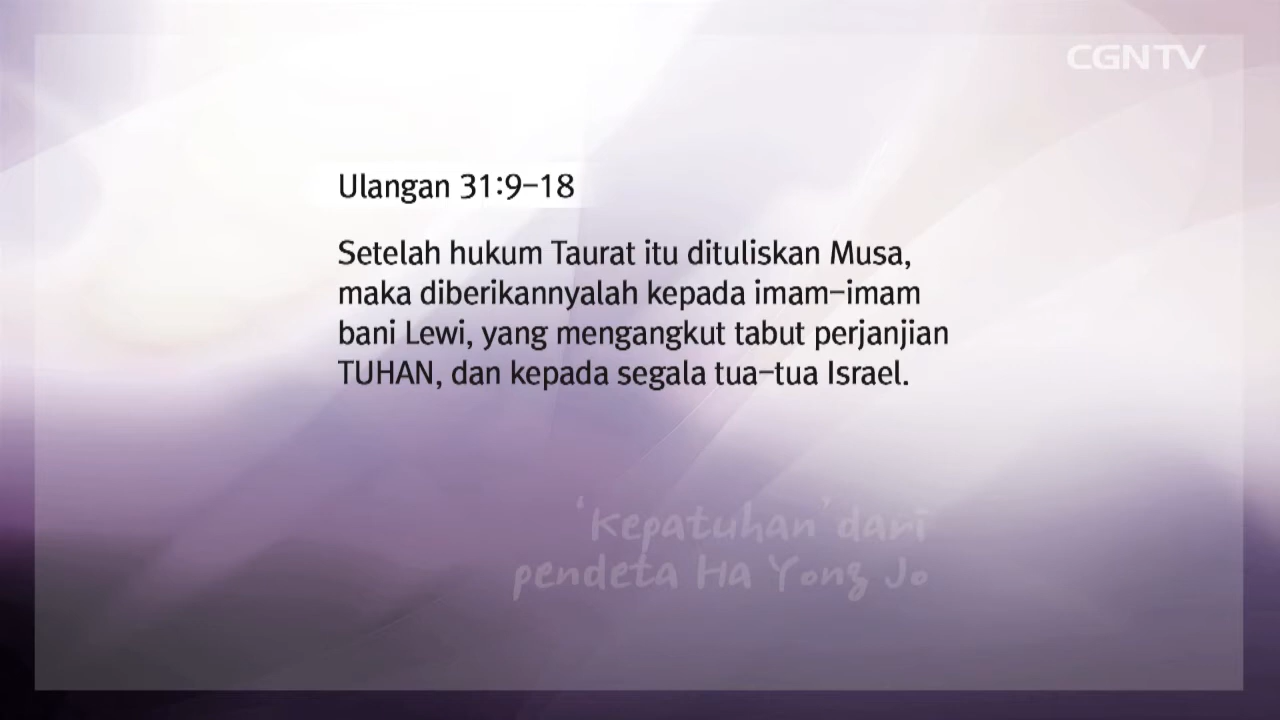 CGNTV
Ulangan 31:9-18
Setelah hukum Taurat itu dituliskan Musa,
maka diberikannyalah kepada imam-imam
bani Lewi, yang mengangkut tabut perjanjian
TUHAN, dan kepada segala tua-tua Israel.
‘Kepatuhan’ dari
pendeta Ha Yong Jo